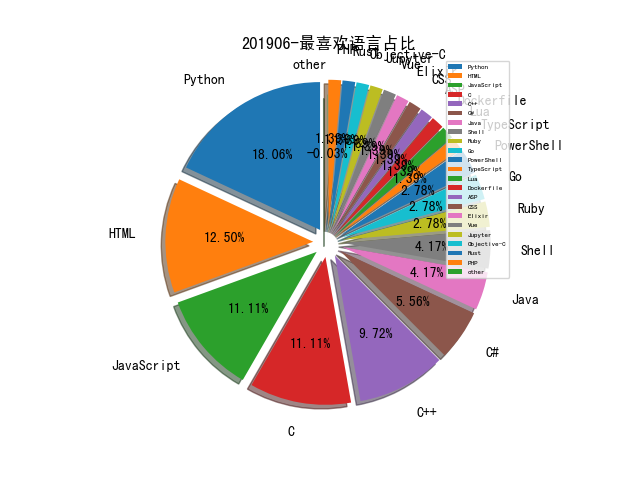 201906-最喜欢语言占比
Python
HTML
JavaScript
C
C++
C#
Java
Shell
Ruby
Go
PowerShell
TypeScript
Lua
Dockerfile
CSS
Elixir
Vue
Jupyter
Objective-C
Rust
PHP
other
18.06%
12.50%
11.11%
11.11%
9.72%
5.56%
4.17%
4.17%
2.78%
2.78%
2.78%
1.39%
-0.03%
Python
HTML
JavaScript
C
C++
C#
Java
Shell
Ruby
Go
PowerShell
TypeScript
Lua
Dockerfile
ASP
CSS
Elixir
Vue
Jupyter
Objective-C
Rust
PHP
other